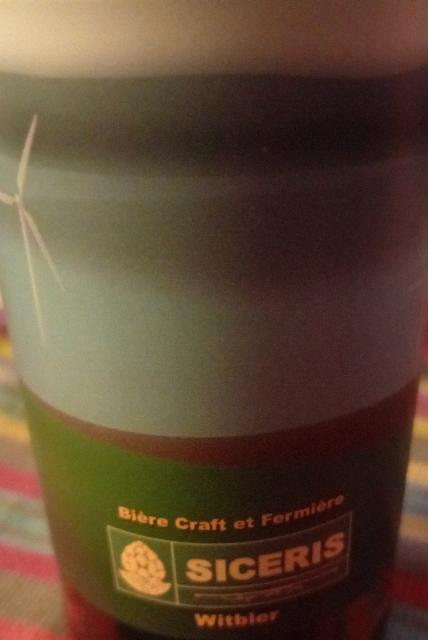 Bière Craft et Fermière
SICERIS
Witbier